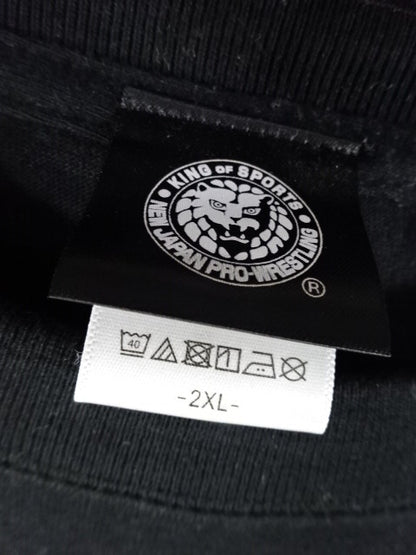 KING OF SPORTS
NEW JAPAN PRO-WRESTLING
®
40
-2XL-